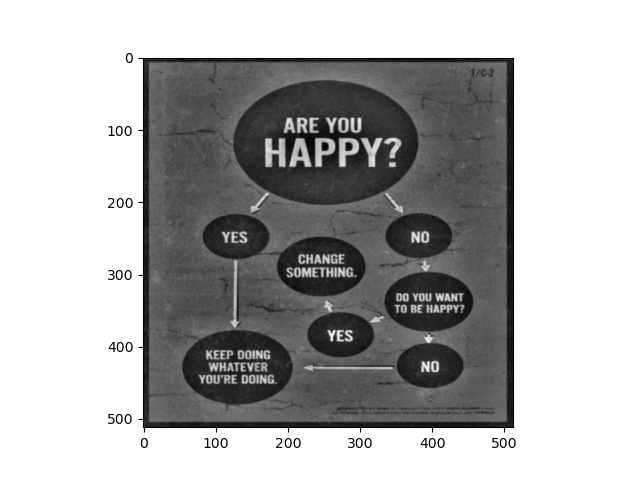 T/C-2
ARE YOU
HAPPY?
YES
NO
CHANGE
SOMETHING.
DO YOU WANT
TO BE HAPPY?
YES
NO
KEEP DOING
WHATEVER
YOU'RE DOING.
0
100
200
300
400
500
0
100
200
300
400
500